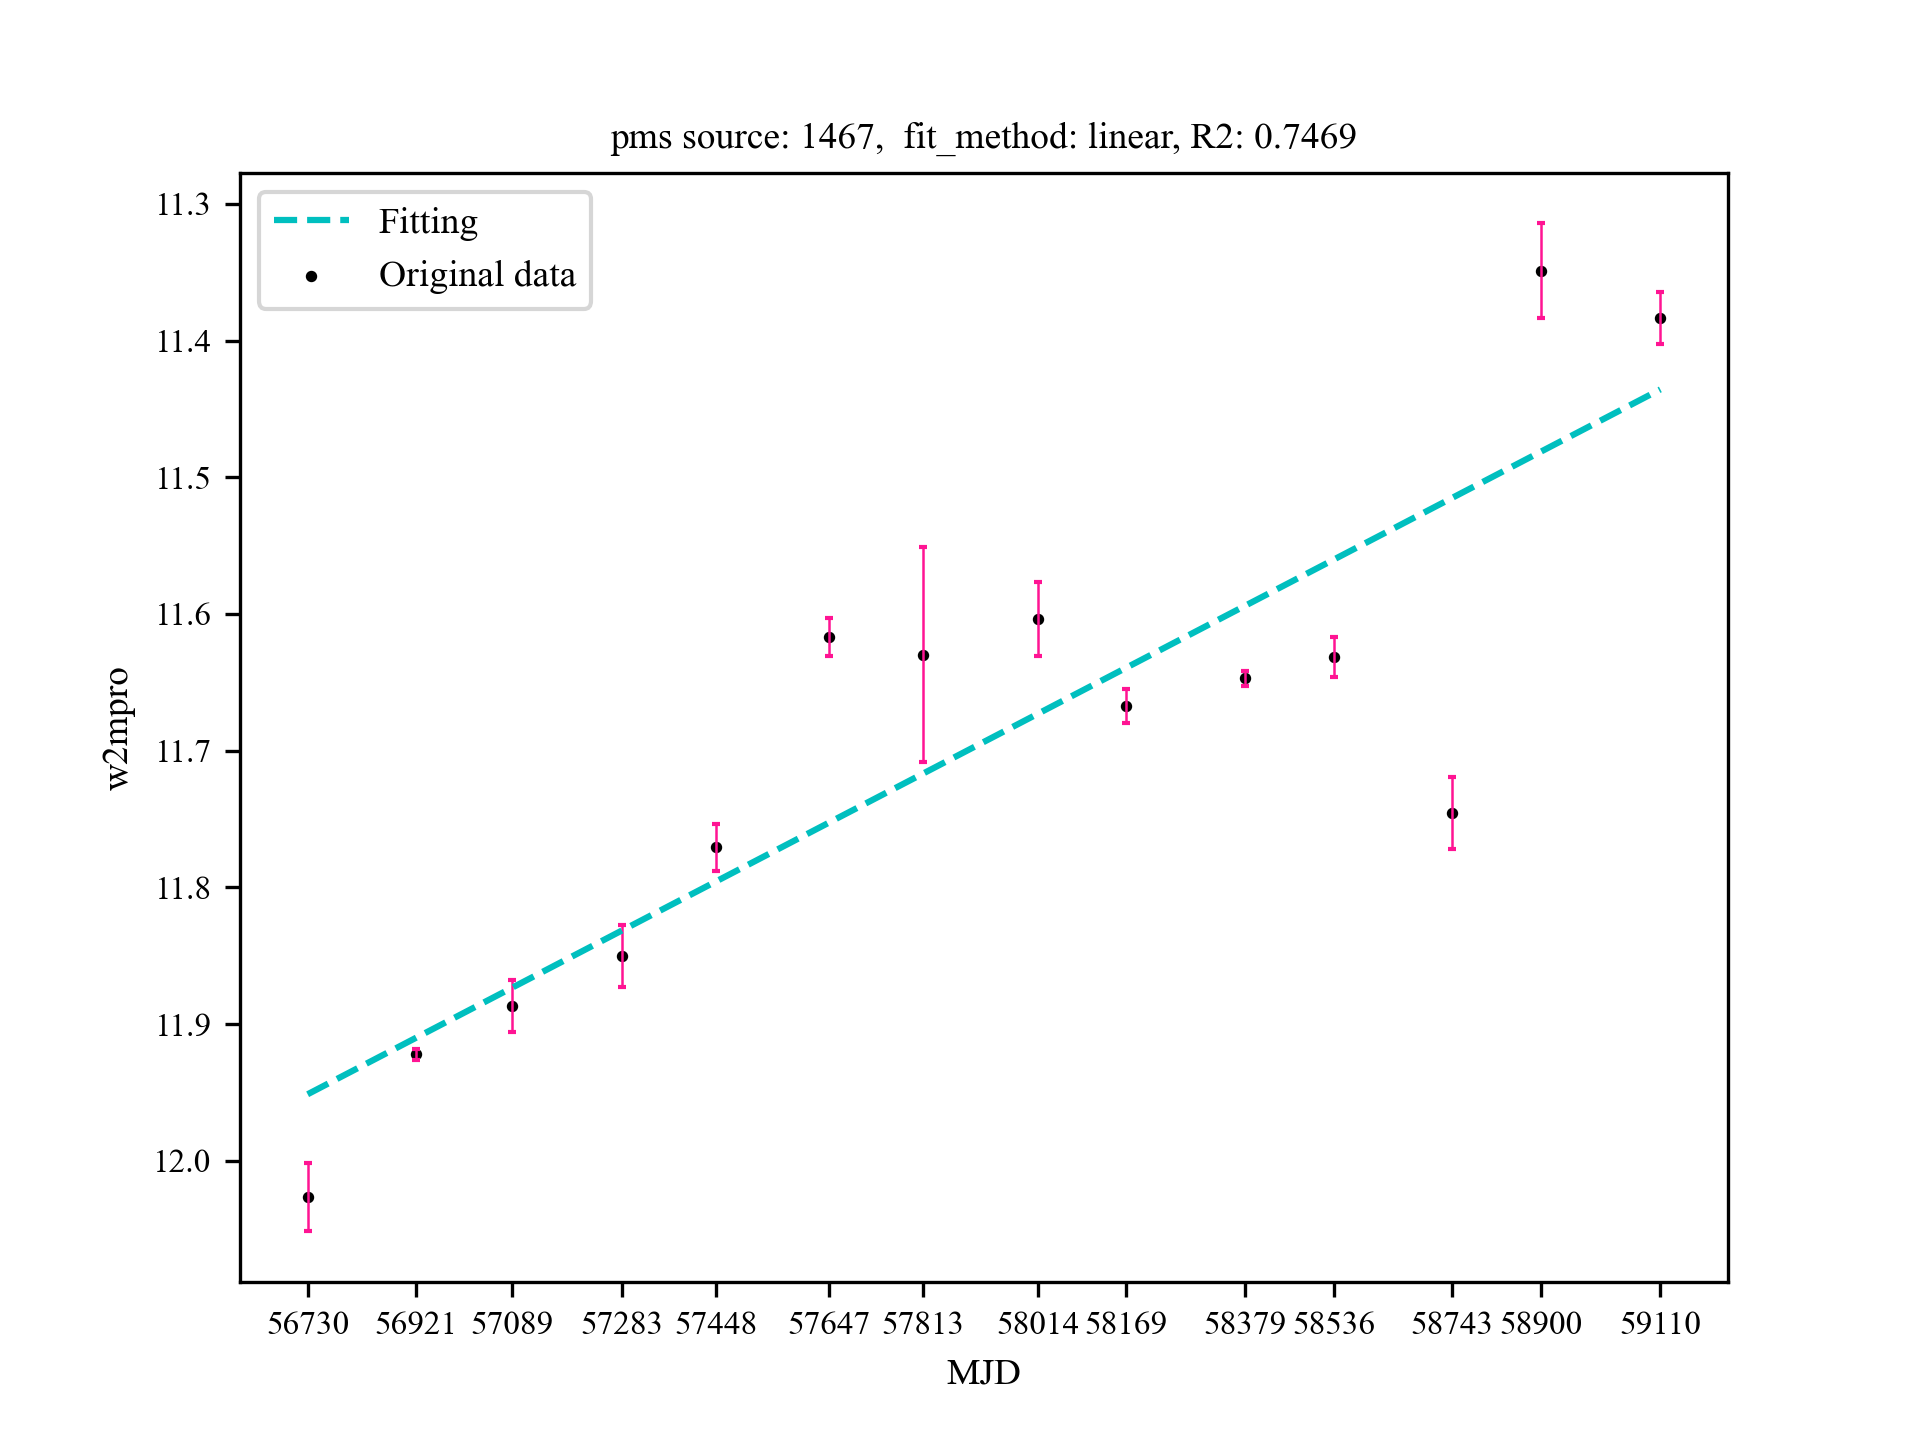 pms source: 1467,  fit_method: linear, R2: 0.7469
Fitting
Original data
11.3
11.4
11.5
11.6
11.7
11.8
11.9
12.0
w2mpro
56730 56921 57089 57283 57448 57647 57813 58014 58169 58379 58536 58743 58900 59110
MJD